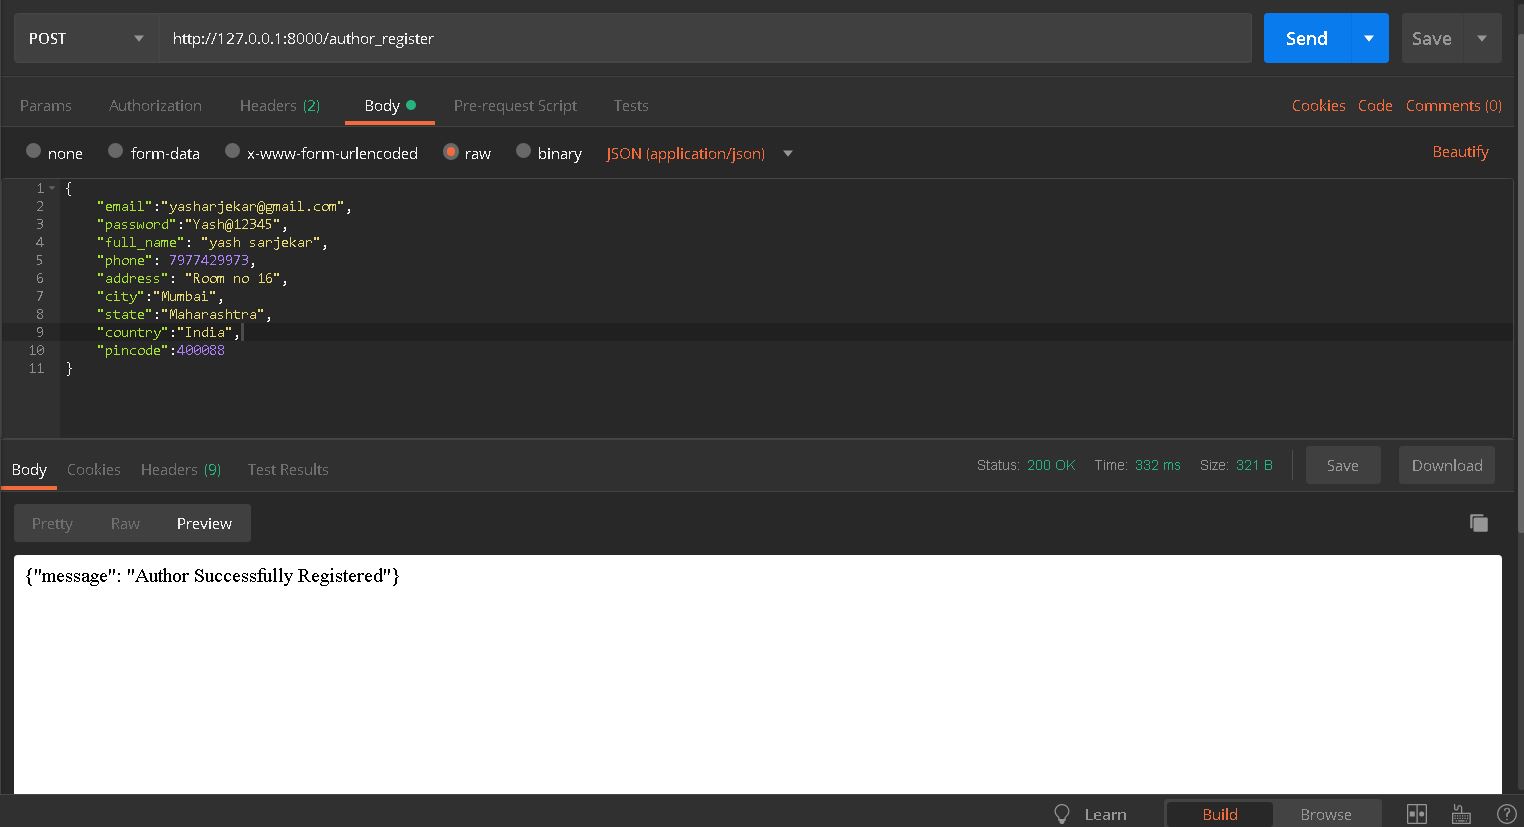 POST http://127.0.0.1:8000/author_register Send Save
Params Authorization Headers (2) Body Pre-request Script Tests Cookies Code Comments (0)
none form-data x-www-form-urlencoded raw binary JSON (application/json) Beautify
1 {
2 "email":"yasharjekar@gmail.com",
3 "password":"Yash@12345",
4 "full_name": "yash sarjekar",
5 "phone": 7977429973,
6 "address": "Room no 16",
7 "city":"Mumbai",
8 "state":"Maharashtra",
9 "country":"India",
10 "pincode":400088
11 }
Body Cookies Headers (9) Test Results Status: 200 OK Time: 332 ms Size: 321 B Save Download
Pretty Raw Preview
{"message": "Author Successfully Registered"}
Learn Build Browse ?